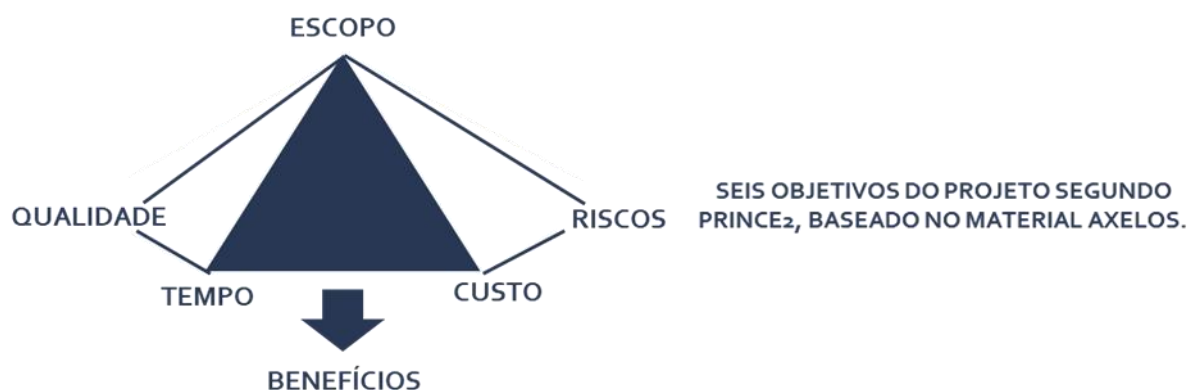 ESCOPO
QUALIDADE
RISCOS
TEMPO
CUSTO
BENEFÍCIOS
SEIS OBJETIVOS DO PROJETO SEGUNDO
PRINCE2, BASEADO NO MATERIAL AXELOS.